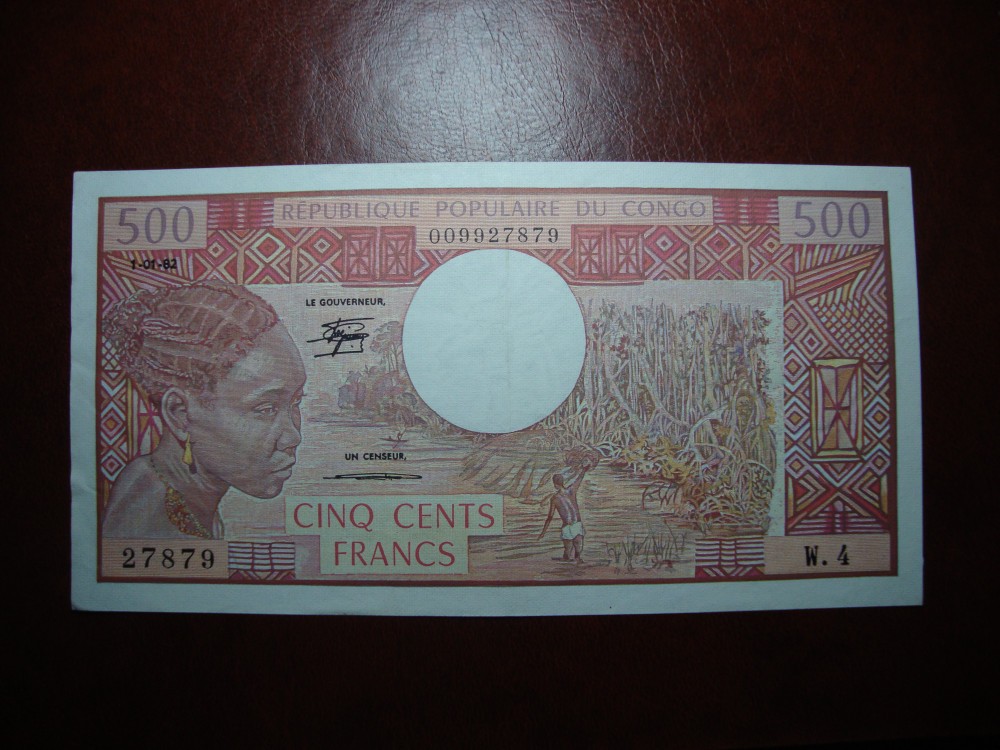 500 RÉPUBLIQUE POPULAIRE DU CONGO 500
009927879
1-01-82
LE GOUVERNEUR,
UN CENSEUR,
CINQ CENTS
FRANCS
27879
W.4